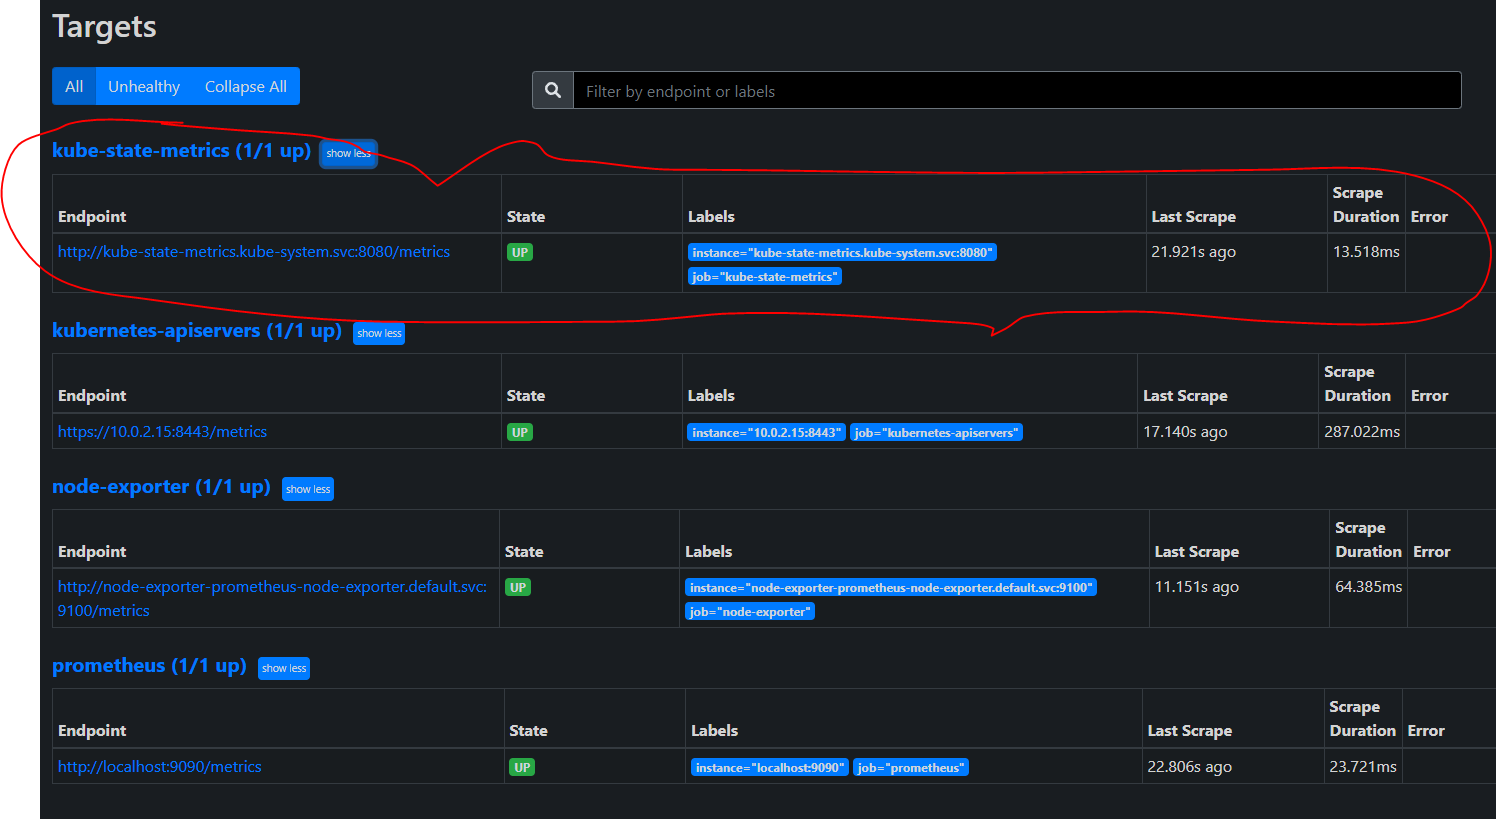 Targets
All Unhealthy Collapse All
Filter by endpoint or labels
kube-state-metrics (1/1 up) show less
Endpoint State Labels Last Scrape Scrape Duration Error
http://kube-state-metrics.kube-system.svc:8080/metrics UP instance="kube-state-metrics.kube-system.svc:8080" 21.921s ago 13.518ms
job="kube-state-metrics"
kubernetes-apiservers (1/1 up) show less
Endpoint State Labels Last Scrape Scrape Duration Error
https://10.0.2.15:8443/metrics UP instance="10.0.2.15:8443" job="kubernetes-apiservers" 17.140s ago 287.022ms
node-exporter (1/1 up) show less
Endpoint State Labels Last Scrape Scrape Duration Error
http://node-exporter-prometheus-node-exporter.default.svc: UP instance="node-exporter-prometheus-node-exporter.default.svc:9100" 11.151s ago 64.385ms
9100/metrics job="node-exporter"
prometheus (1/1 up) show less
Endpoint State Labels Last Scrape Scrape Duration Error
http://localhost:9090/metrics UP instance="localhost:9090" job="prometheus" 22.806s ago 23.721ms